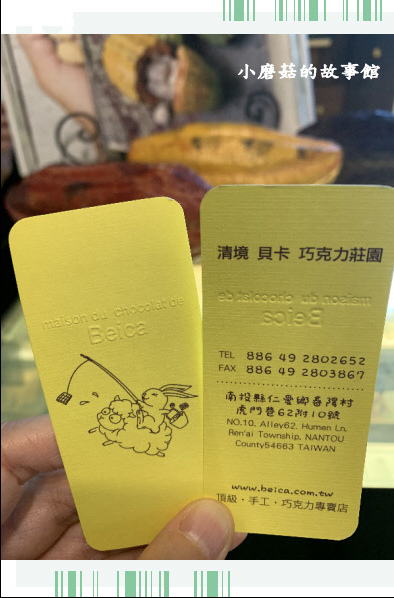 小磨菇的故事館
maison du chocolat de
Beica
清境 貝卡 巧克力莊園
maison du chocolat de
Beica
TEL 886 49 2802652
FAX 886 49 2803867
南投縣仁愛鄉春陽村
虎門巷62附10號
NO.10, Alley62, Humen Ln,
Ren'ai Township, NANTOU
County54663 TAIWAN
www.beica.com.tw
頂級·手工·巧克力專賣店